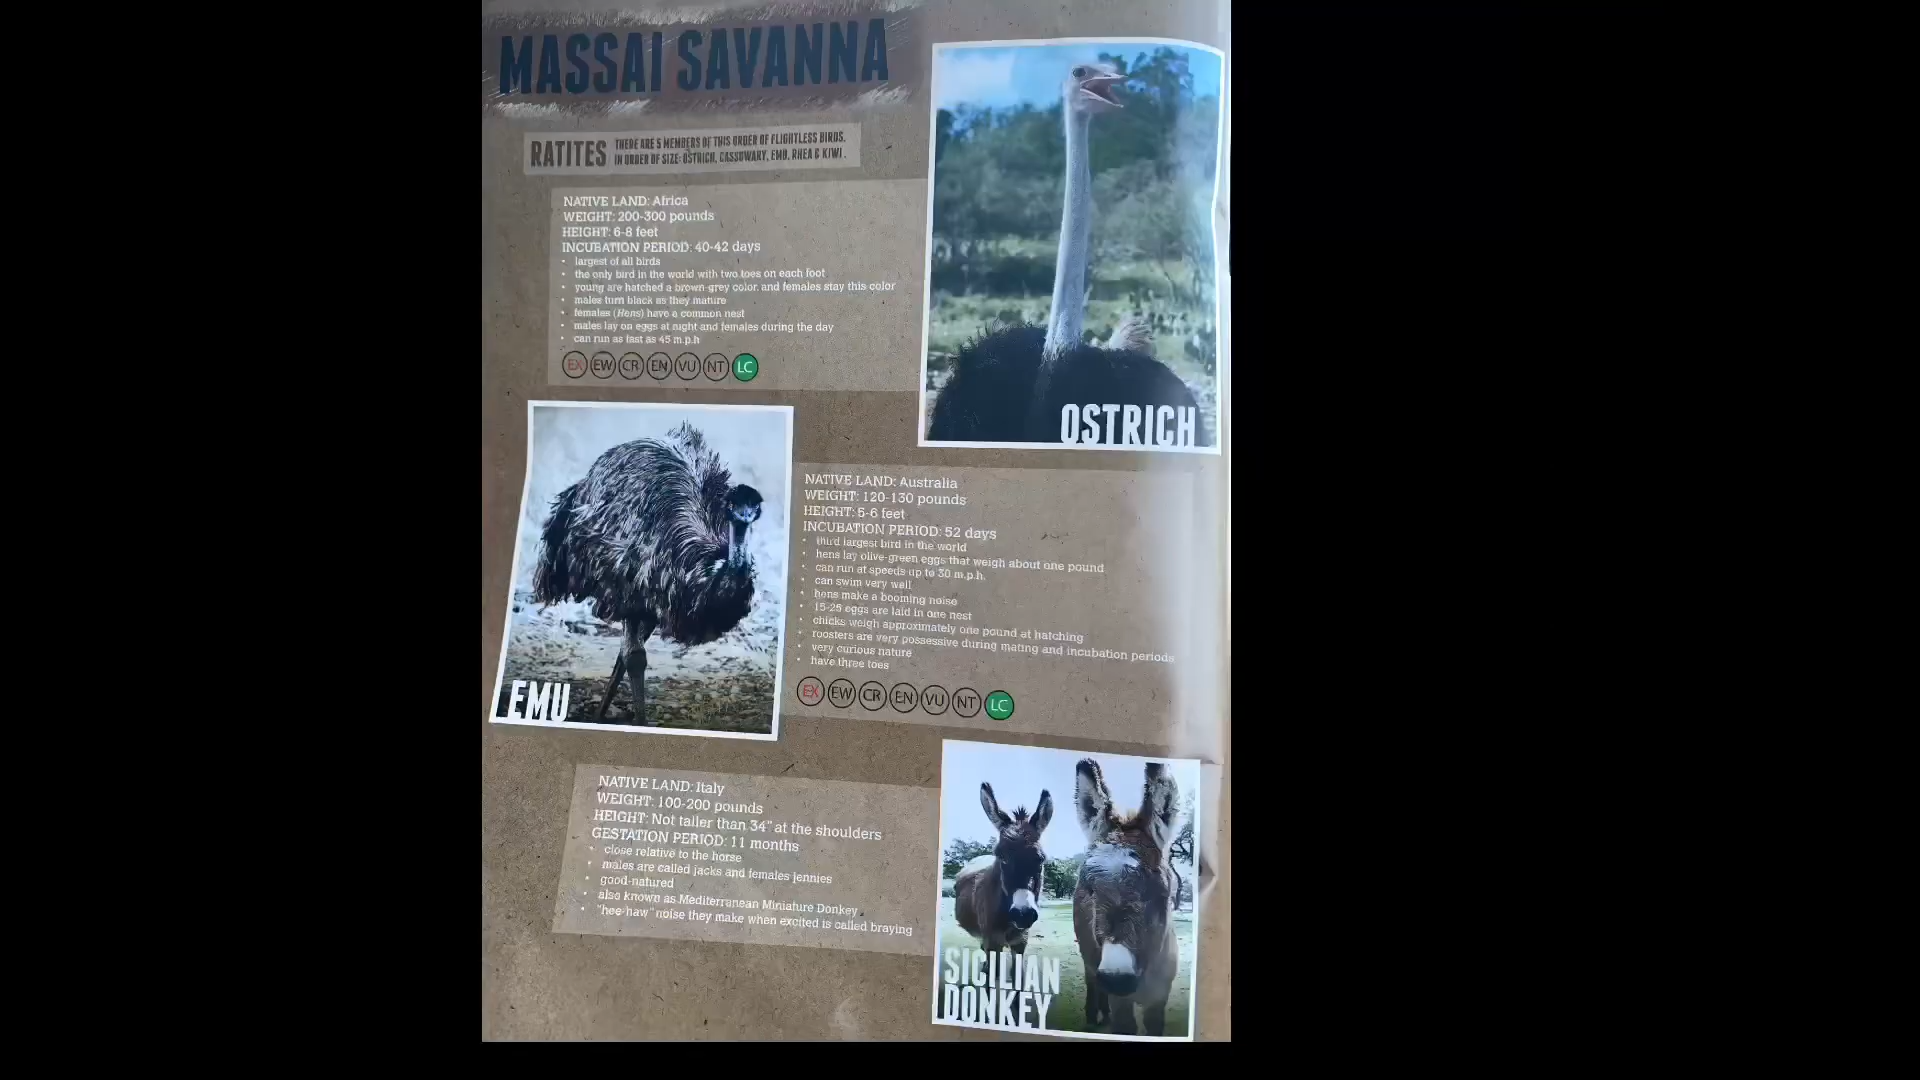 MASSAI SAVANNA
RATITES
THERE ARE 5 MEMBERS OF THIS ORDER OF FLIGHTLESS BIRDS.
IN ORDER OF SIZE: OSTRICH, CASSOWARY, EMU, RHEA & KIWI.
NATIVE LAND: Africa
WEIGHT: 200-300 pounds
HEIGHT: 6-8 feet
INCUBATION PERIOD: 40-42 days
• largest of all birds
• the only bird in the world with two toes on each foot
• young are hatched a brown-grey color, and females stay this color
• males turn black as they mature
• females (Hens) have a common nest
• males lay on eggs at night and females during the day
• can run as fast as 45 m.p.h
EX EW CR EN VU NT LC
OSTRICH
NATIVE LAND: Australia
WEIGHT: 120-130 pounds
HEIGHT: 5-6 feet
INCUBATION PERIOD: 52 days
• third largest bird in the world
• hens lay olive-green eggs that weigh about one pound
• can run at speeds up to 30 m.p.h.
• can swim very well
• hens make a booming noise
• 15-25 eggs are laid in one nest
• chicks weigh approximately one pound at hatching
• roosters are very possessive during mating and incubation periods
• very curious nature
• have three toes
EX EW CR EN VU NT LC
EMU
NATIVE LAND: Italy
WEIGHT: 100-200 pounds
HEIGHT: Not taller than 34" at the shoulders
GESTATION PERIOD: 11 months
• close relative to the horse
• males are called jacks and females jennies
• good-natured
• also known as Mediterranean Miniature Donkey
• "hee-haw" noise they make when excited is called braying
SICILIAN
DONKEY